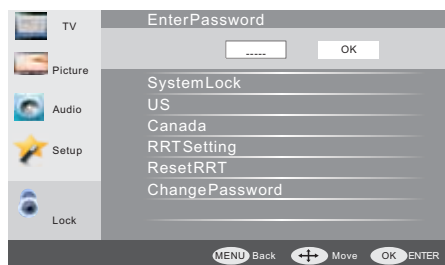 TV
Picture
Audio
Setup
Lock
EnterPassword
----- OK
SystemLock
US
Canada
RRTSetting
ResetRRT
ChangePassword
MENU Back Move OK ENTER